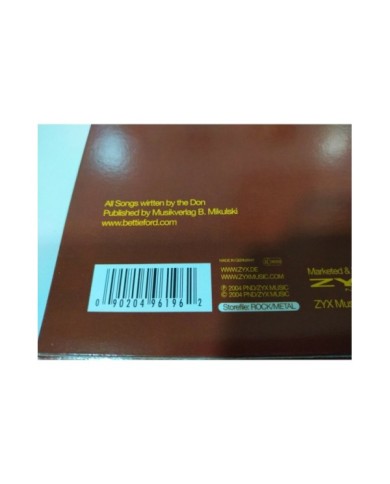 All Songs wirtten by the Don
Published by Musikverlag B. Mikulski
www.bettieford.com
MADE IN GERMANY
WWW.ZYX.DE
WWW.ZYXMUSIC.COM
℗ 2004 PHD/ZYX MUSIC
© 2004 PHD/ZYX MUSIC
Storefile: ROCK/METAL
0 90204 96196 2
Marketed &
ZYX
ZYX Mus